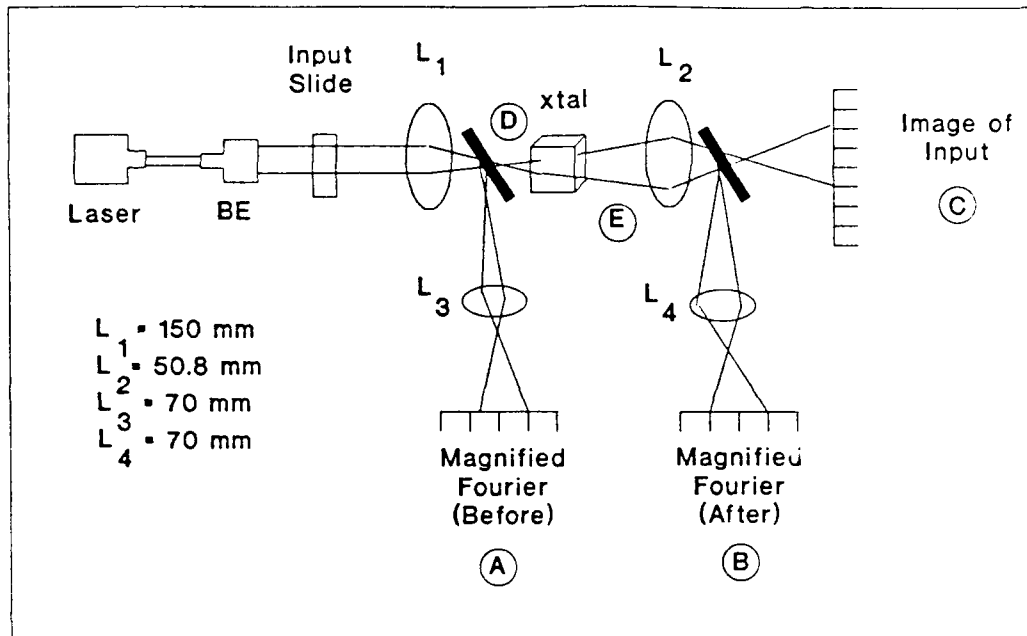 Input
Slide
L1
D
xtal
L2
Image of
Input
C
Laser
BE
E
L3
L4
L1 = 150 mm
L2 = 50.8 mm
L3 = 70 mm
L4 = 70 mm
Magnified
Fourier
(Before)
A
Magnified
Fourier
(After)
B